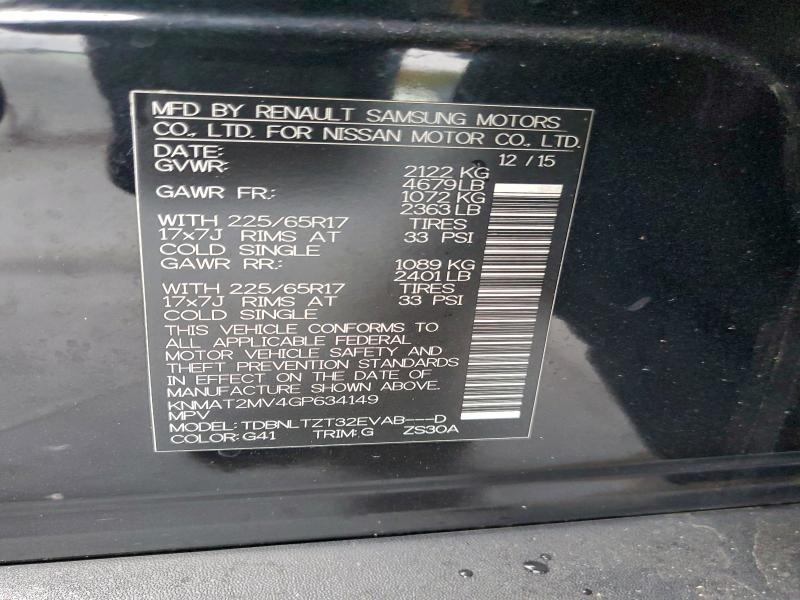 MFD BY RENAULT SAMSUNG MOTORS
CO., LTD. FOR NISSAN MOTOR CO., LTD.
DATE: 12 / 15
GVWR: 2122 KG
4679 LB
GAWR FR: 1072 KG
2363 LB
WITH 225/65R17 TIRES
17x7J RIMS AT 33 PSI
COLD SINGLE
GAWR RR: 1089 KG
2401 LB
WITH 225/65R17 TIRES
17x7J RIMS AT 33 PSI
COLD SINGLE
THIS VEHICLE CONFORMS TO
ALL APPLICABLE FEDERAL
MOTOR VEHICLE SAFETY AND
THEFT PREVENTION STANDARDS
IN EFFECT ON THE DATE OF
MANUFACTURE SHOWN ABOVE.
KNMAT2MV4GP634149
MPV
MODEL: TDBNLTZT32EVAB---D
COLOR: G41 TRIM: G ZS30A